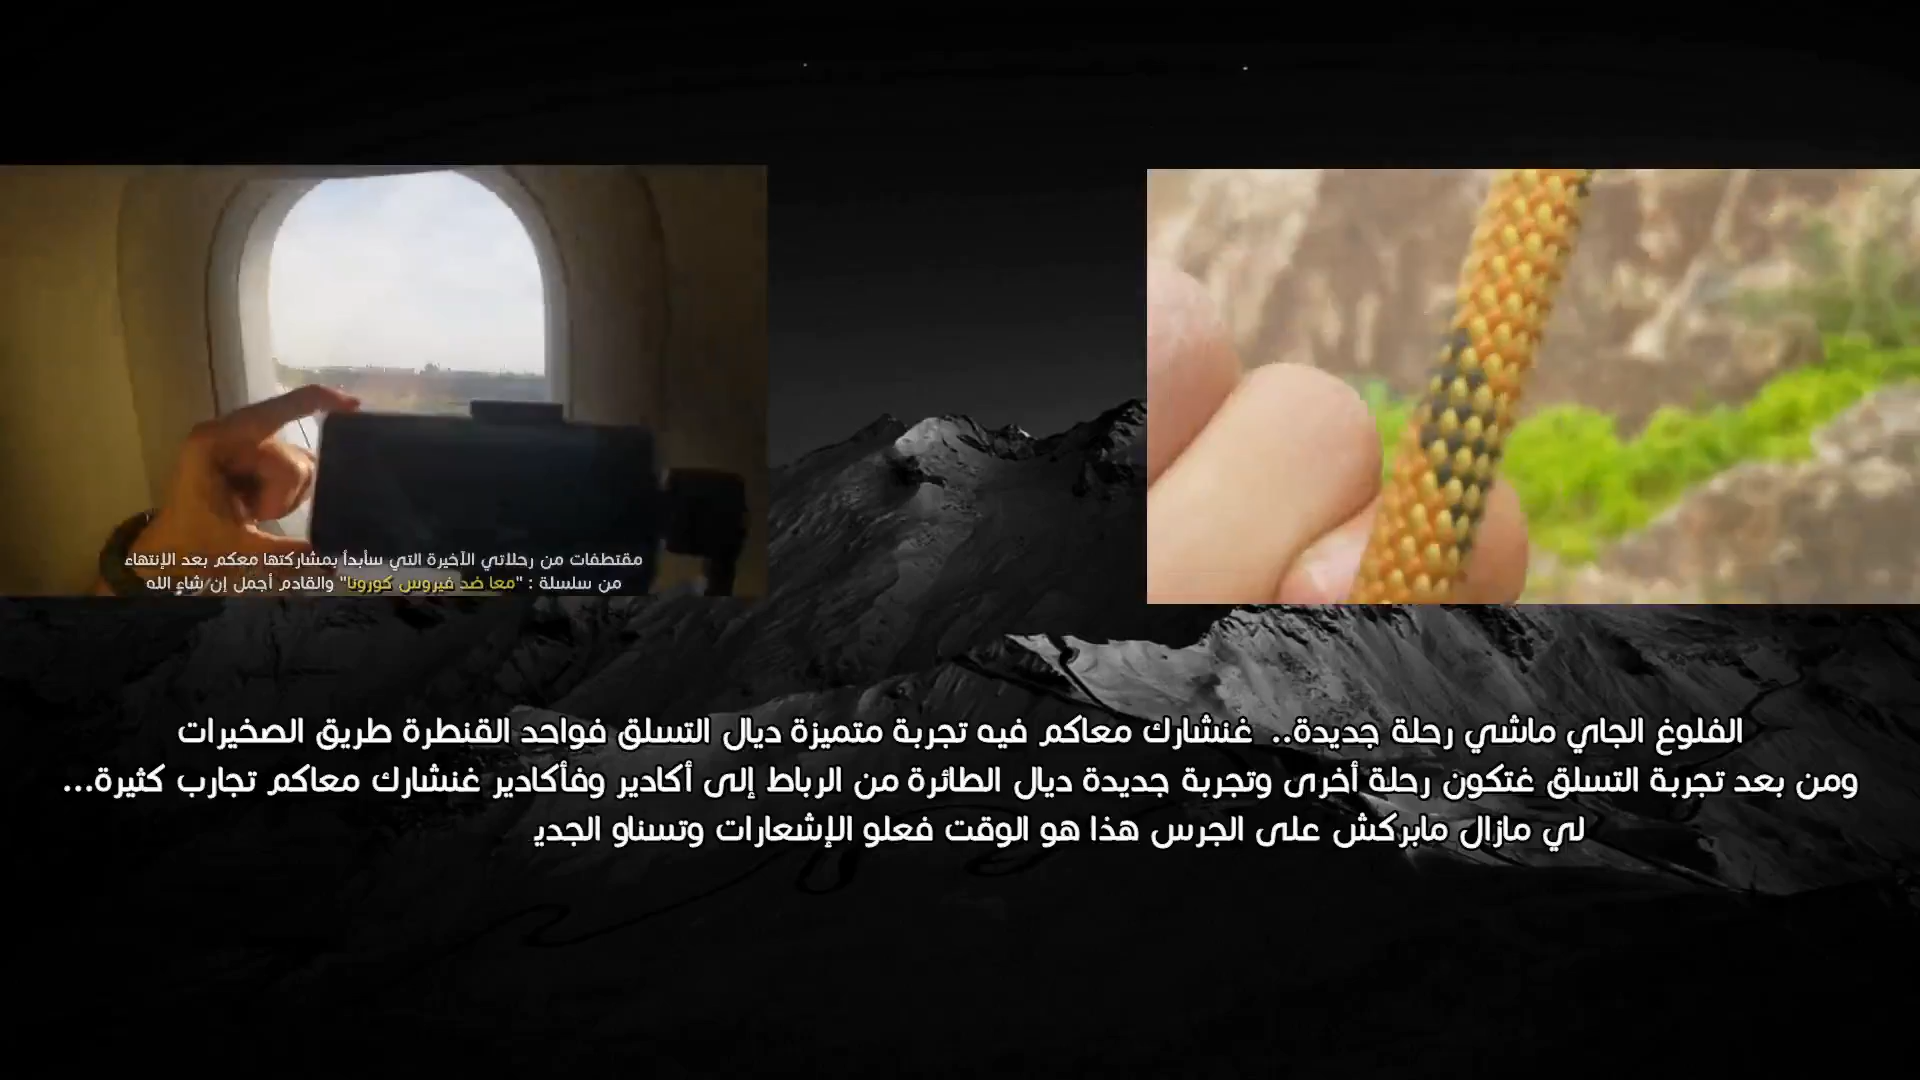 مقتطفات من رحلاتي الأخيرة التي سأبدأ بمشاركتها معكم بعد الإنتهاء
من سلسلة : "معا ضد فيروس كورونا" والقادم أجمل إن شاء الله
الفلوغ الجاي ماشي رحلة جديدة.. غنشارك معاكم فيه تجربة متميزة ديال التسلق فواحد القنطرة طريق الصخيرات
ومن بعد تجربة التسلق غتكون رحلة أخرى وتجربة جديدة ديال الطائرة من الرباط إلى أكادير وفأكادير غنشارك معاكم تجارب كثيرة...
لي مازال مابركش على الجرس هذا هو الوقت فعلو الإشعارات وتسناو الجدي